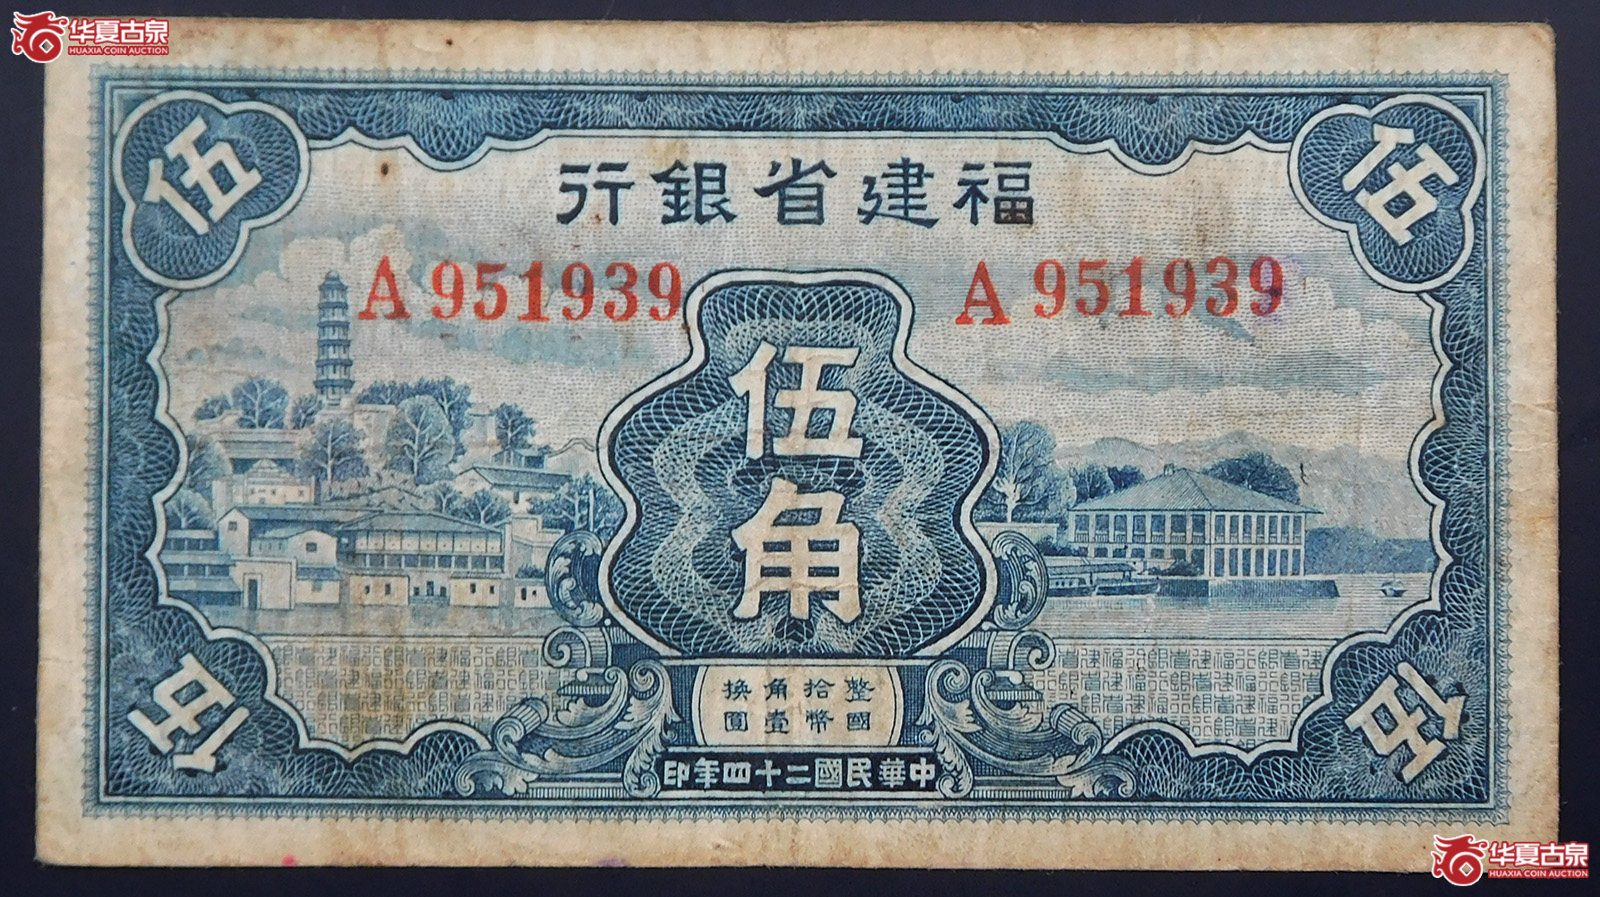 华夏古泉
HUAXIA COIN AUCTION
伍
伍
福建省銀行
A951939
A951939
伍角
整拾角換
國幣壹圓
中華民國二十四年印
伍
伍
华夏古泉
HUAXIA COIN AUCTION